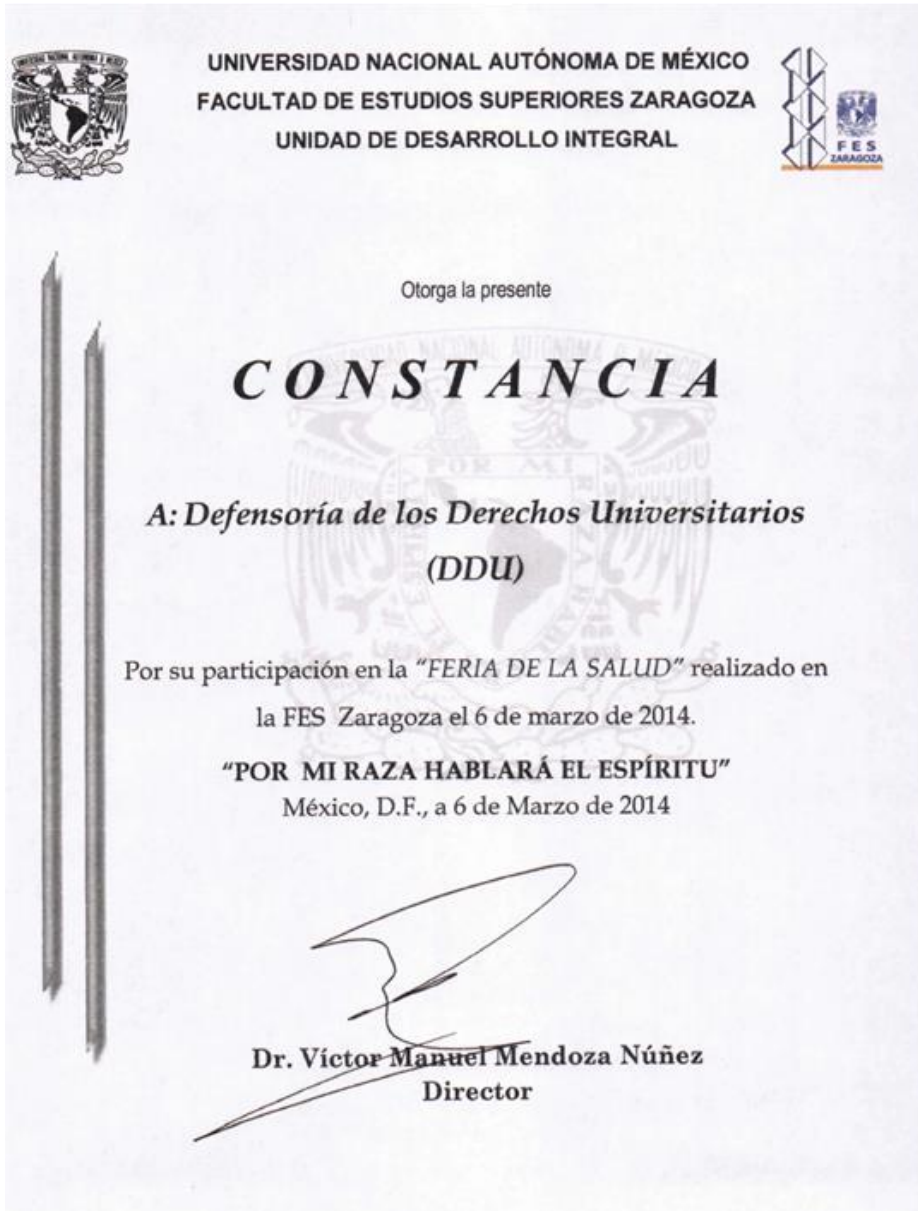 UNIVERSIDAD NACIONAL AUTÓNOMA DE MÉXICO
FACULTAD DE ESTUDIOS SUPERIORES ZARAGOZA
UNIDAD DE DESARROLLO INTEGRAL
FES
ZARAGOZA
Otorga la presente
CONSTANCIA
A: Defensoría de los Derechos Universitarios
(DDU)
Por su participación en la “FERIA DE LA SALUD” realizado en
la FES Zaragoza el 6 de marzo de 2014.
“POR MI RAZA HABLARÁ EL ESPÍRITU”
México, D.F., a 6 de Marzo de 2014
Dr. Víctor Manuel Mendoza Núñez
Director